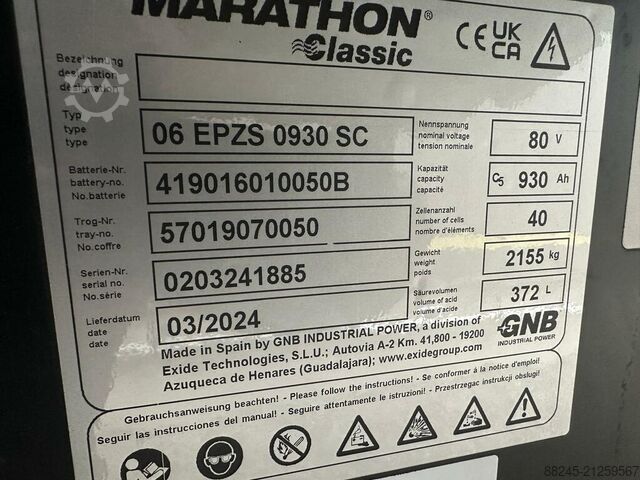 MARATHON®
Classic
CE UK CA
Bezeichnung
designation
désignation
Typ
type
type
06 EPZS 0930 SC
Nennspannung
nominal voltage
tension nominale
80 V
Batterie-Nr.
battery-no.
No.batterie
419016010050B
Kapazität
capacity
capacité
C5 930 Ah
Trog-Nr.
tray-no.
No.coffre
57019070050
Zellenanzahl
number of cells
nombre d'éléments
40
Serien-Nr.
serial no.
No.série
0203241885
Gewicht
weight
poids
2155 kg
Lieferdatum
date
date
03/2024
Säurevolumen
volume of acid
volume d'acide
372 L
Made in Spain by GNB INDUSTRIAL POWER, a division of
Exide Technologies, S.L.U.; Autovia A-2 Km. 41,800 - 19200
Azuqueca de Henares (Guadalajara); www.exidegroup.com
GNB
INDUSTRIAL POWER
Gebrauchsanweisung beachten! - Please follow the instructions! - Se conformer à la notice d'emploi!
Seguir las instrucciones del manual! - Seguire attentamente le istruzioni! - Przestrzegac instrukcji obslugi!
88245-21259567